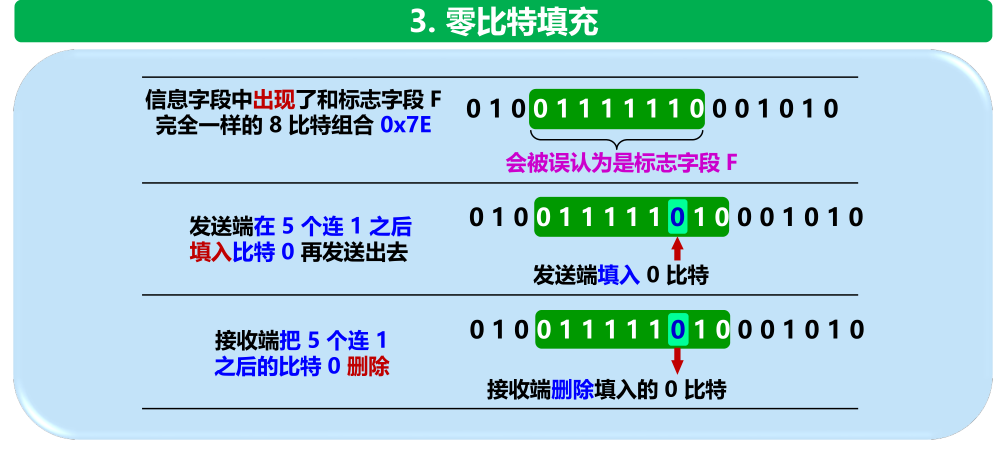 3. 零比特填充
信息字段中出现了和标志字段 F
完全一样的 8 比特组合 0x7E
0 1 0 0 1 1 1 1 1 1 0 0 0 1 0 1 0
会被误认为是标志字段 F
发送端在 5 个连 1 之后
填入比特 0 再发送出去
0 1 0 0 1 1 1 1 1 0 1 0 0 0 1 0 1 0
发送端填入 0 比特
接收端把 5 个连 1
之后的比特 0 删除
0 1 0 0 1 1 1 1 1 0 1 0 0 0 1 0 1 0
接收端删除填入的 0 比特